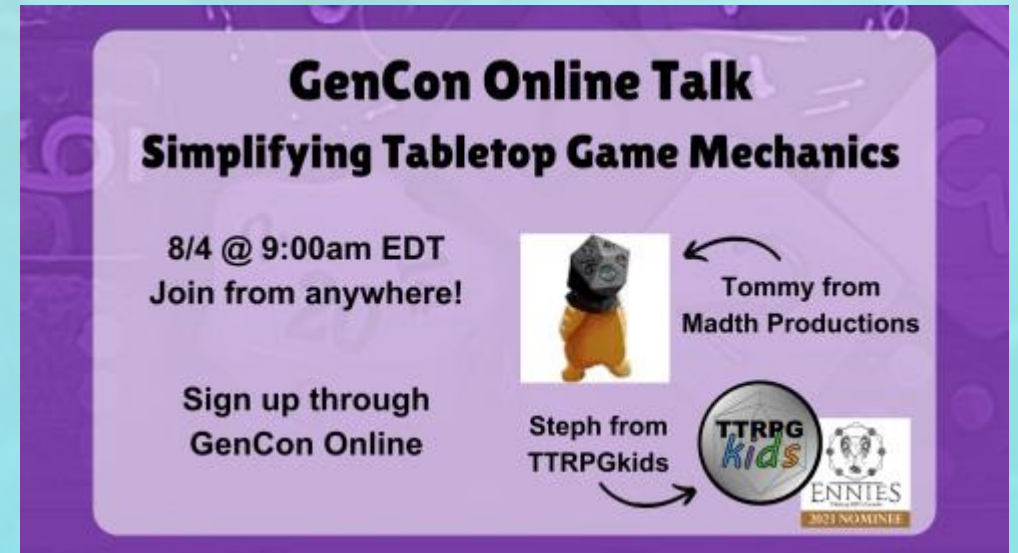 GenCon Online Talk
Simplifying Tabletop Game Mechanics
8/4 @ 9:00am EDT
Join from anywhere!
Sign up through
GenCon Online
Tommy from
Madth Productions
Steph from
TTRPGkids
TTRPG
kids
ENNIES
2023 NOMINEE